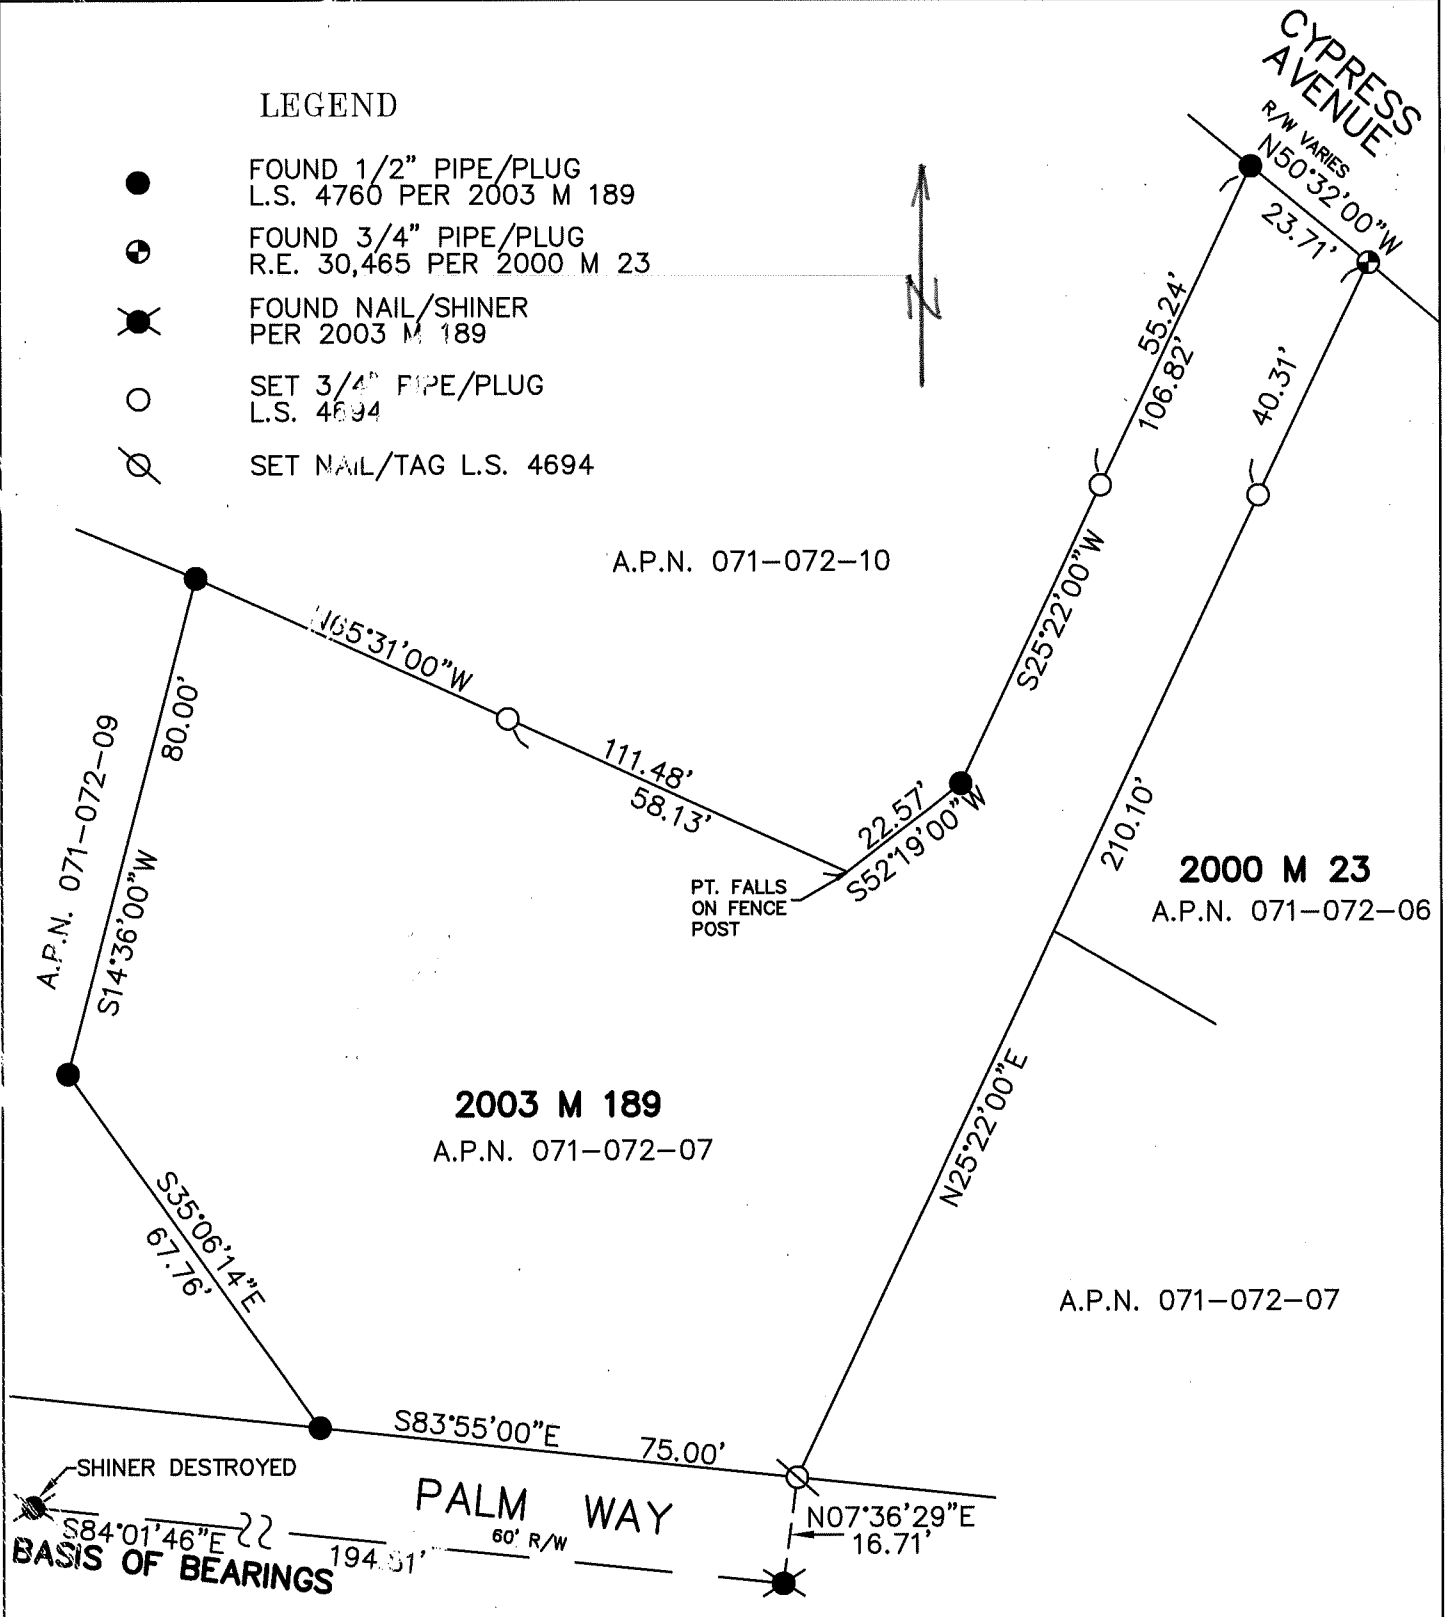 CYPRESS
AVENUE
R/W VARIES
N50°32'00"W
23.71'
LEGEND
FOUND 1/2" PIPE/PLUG
L.S. 4760 PER 2003 M 189
FOUND 3/4" PIPE/PLUG
R.E. 30,465 PER 2000 M 23
FOUND NAIL/SHINER
PER 2003 M 189
SET 3/4" PIPE/PLUG
L.S. 4694
SET NAIL/TAG L.S. 4694
N
55.24'
106.82'
40.31'
A.P.N. 071-072-10
S25°22'00"W
N65°31'00"W
80.00'
111.48'
58.13'
22.57'
S52°19'00"W
210.10'
A.P.N. 071-072-09
S14°36'00"W
PT. FALLS
ON FENCE
POST
2000 M 23
A.P.N. 071-072-06
2003 M 189
A.P.N. 071-072-07
N25°22'00"E
S35°06'14"E
67.76'
A.P.N. 071-072-07
S83°55'00"E
75.00'
SHINER DESTROYED
PALM WAY
60' R/W
N07°36'29"E
16.71'
S84°01'46"E
BASIS OF BEARINGS